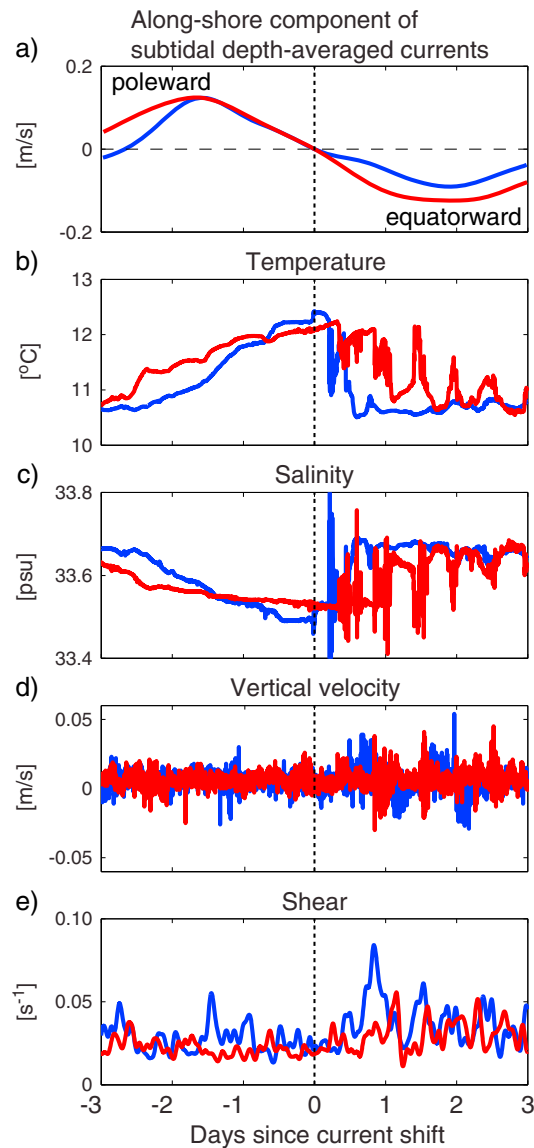 Along-shore component of
subtidal depth-averaged currents
a)
0.2
poleward
[m/s]
0
equatorward
-0.2
b)
Temperature
13
12
[°C]
11
10
c)
Salinity
33.8
[psu]
33.6
33.4
d)
Vertical velocity
0.05
[m/s]
0
-0.05
e)
Shear
0.10
[s-1]
0.05
0
-3 -2 -1 0 1 2 3
Days since current shift